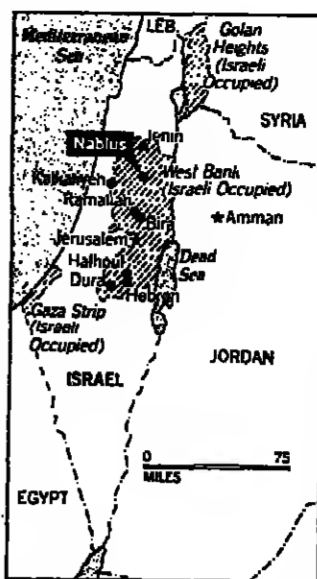 Mediterranean
Sea
LEB
Golan
Heights
(Israeli
Occupied)
SYRIA
Nablus
Jenin
West Bank
(Israeli Occupied)
Kalkaliyeh
Ramallah
Bira
Amman
Jerusalem
Halhoul
Dura
Hebron
Dead
Sea
Gaza Strip
(Israeli
Occupied)
ISRAEL
JORDAN
0 75
MILES
EGYPT